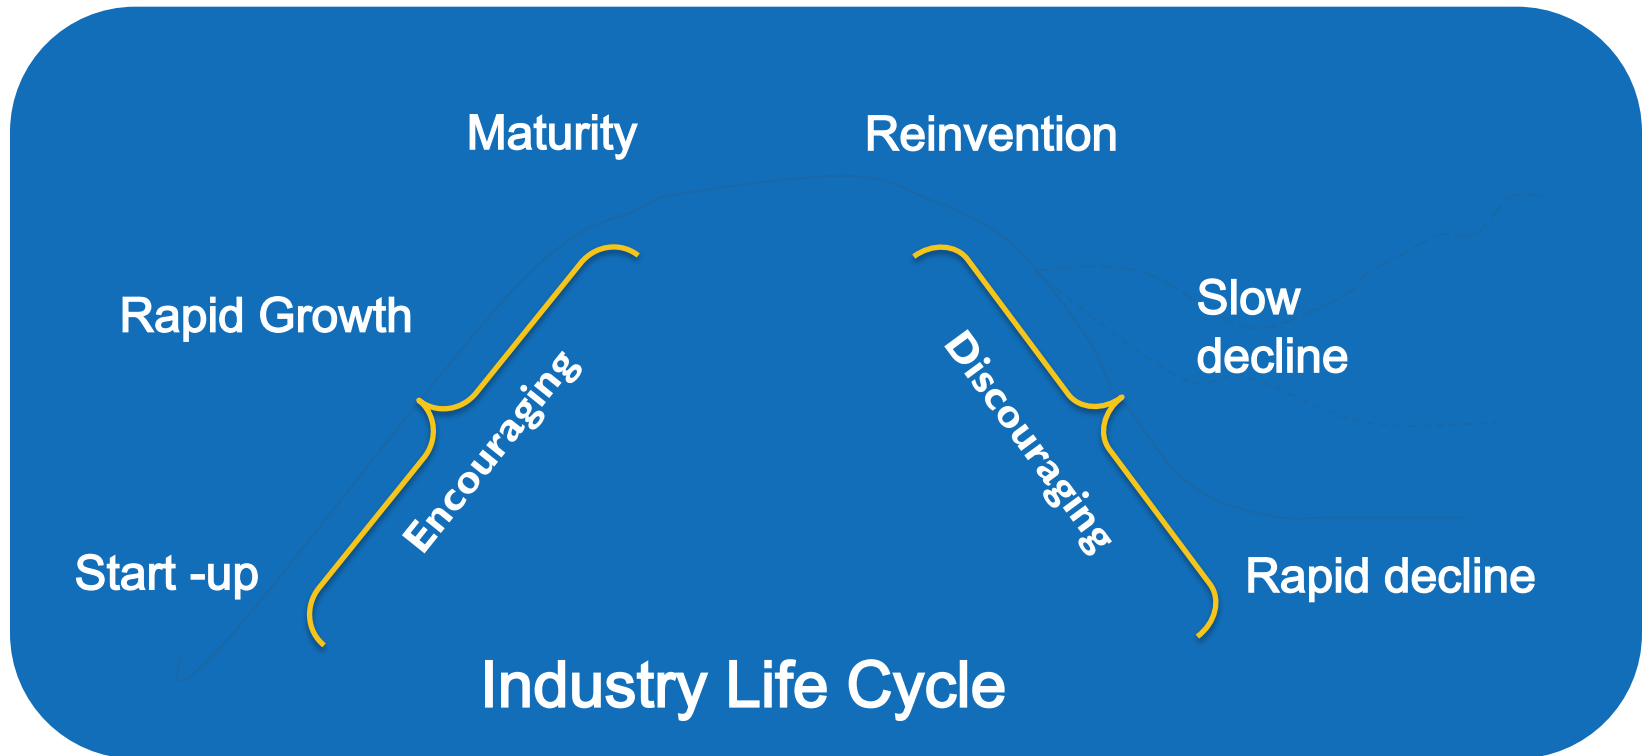 Maturity
Reinvention
Rapid Growth
Slow
decline
Encouraging
Discouraging
Start -up
Rapid decline
Industry Life Cycle